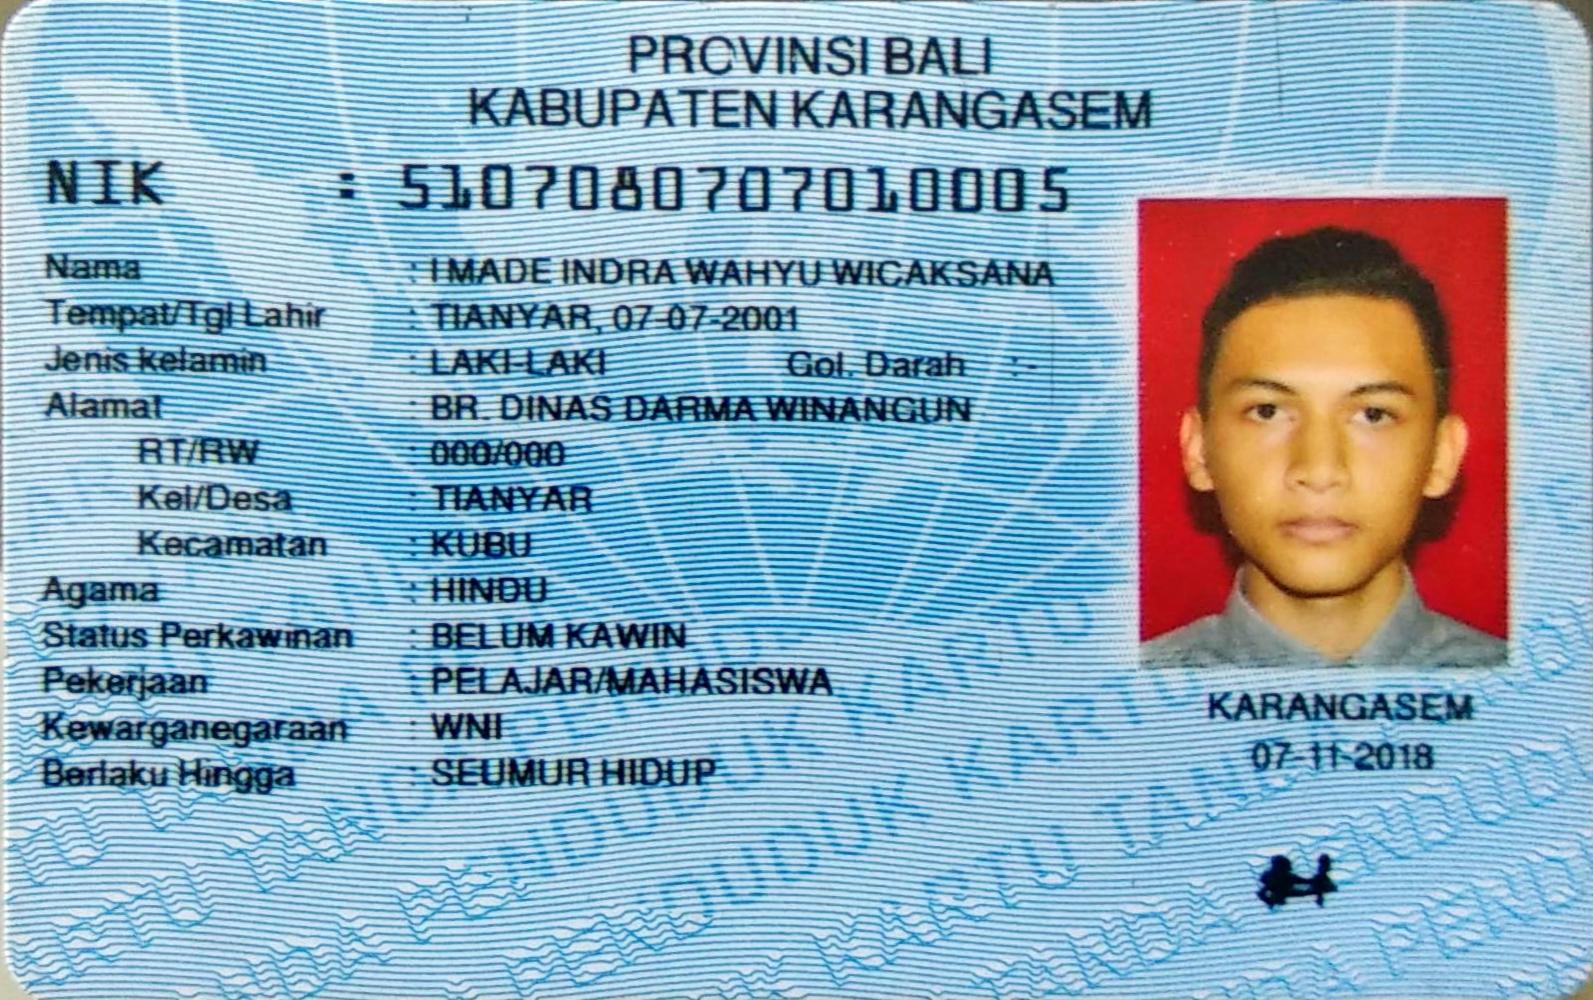 PROVINSI BALI
KABUPATEN KARANGASEM
NIK : 5107080707010005
Nama : I MADE INDRA WAHYU WICAKSANA
Tempat/Tgl Lahir : TIANYAR, 07-07-2001
Jenis kelamin : LAKI-LAKI Gol. Darah : -
Alamat : BR. DINAS DARMA WINANGUN
RT/RW : 000/000
Kel/Desa : TIANYAR
Kecamatan : KUBU
Agama : HINDU
Status Perkawinan : BELUM KAWIN
Pekerjaan : PELAJAR/MAHASISWA
Kewarganegaraan : WNI
Berlaku Hingga : SEUMUR HIDUP
KARANGASEM
07-11-2018